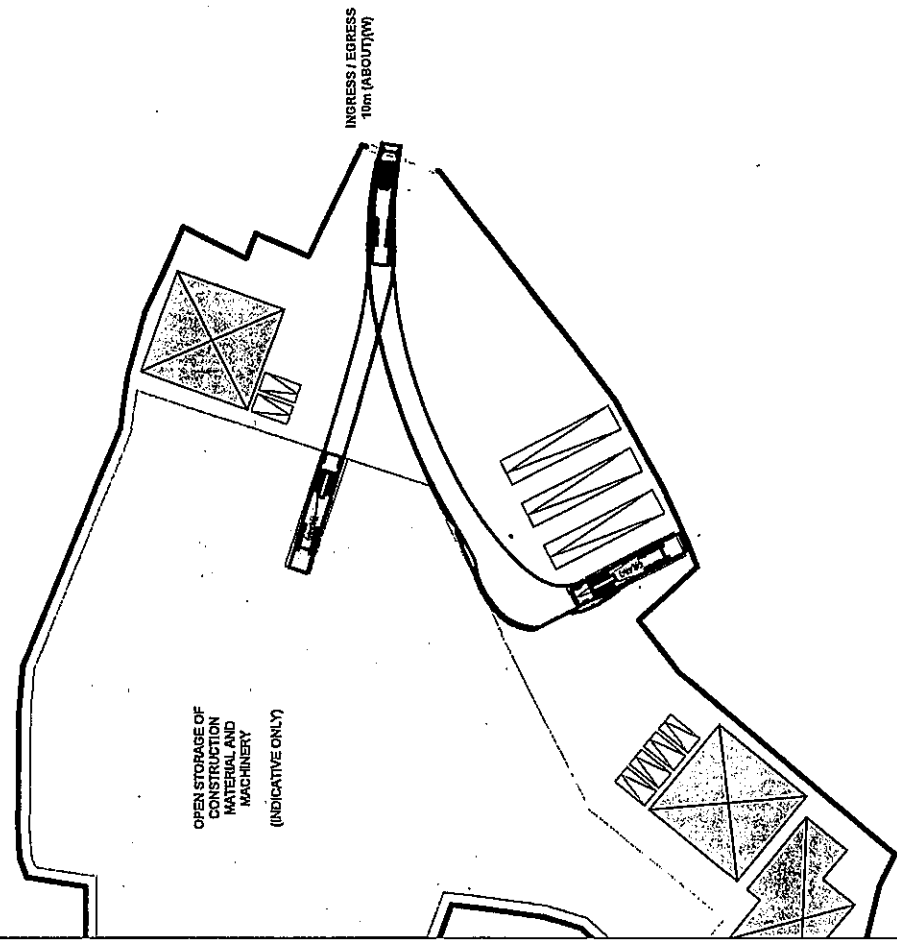 INGRESS / EGRESS
10m (ABOUT)(W)
OPEN STORAGE OF
CONSTRUCTION
MATERIAL AND
MACHINERY
(INDICATIVE ONLY)